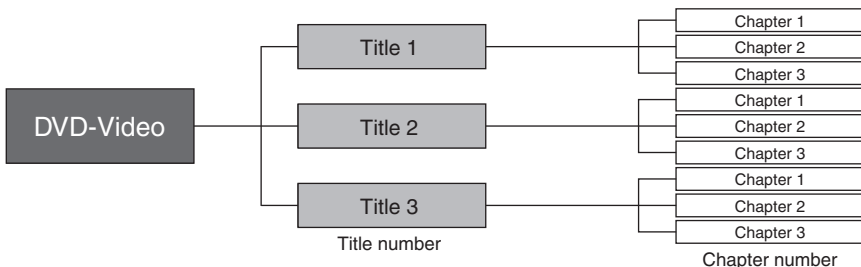 DVD-Video
Title 1
Chapter 1
Chapter 2
Chapter 3
Title 2
Chapter 1
Chapter 2
Chapter 3
Title 3
Chapter 1
Chapter 2
Chapter 3
Title number
Chapter number